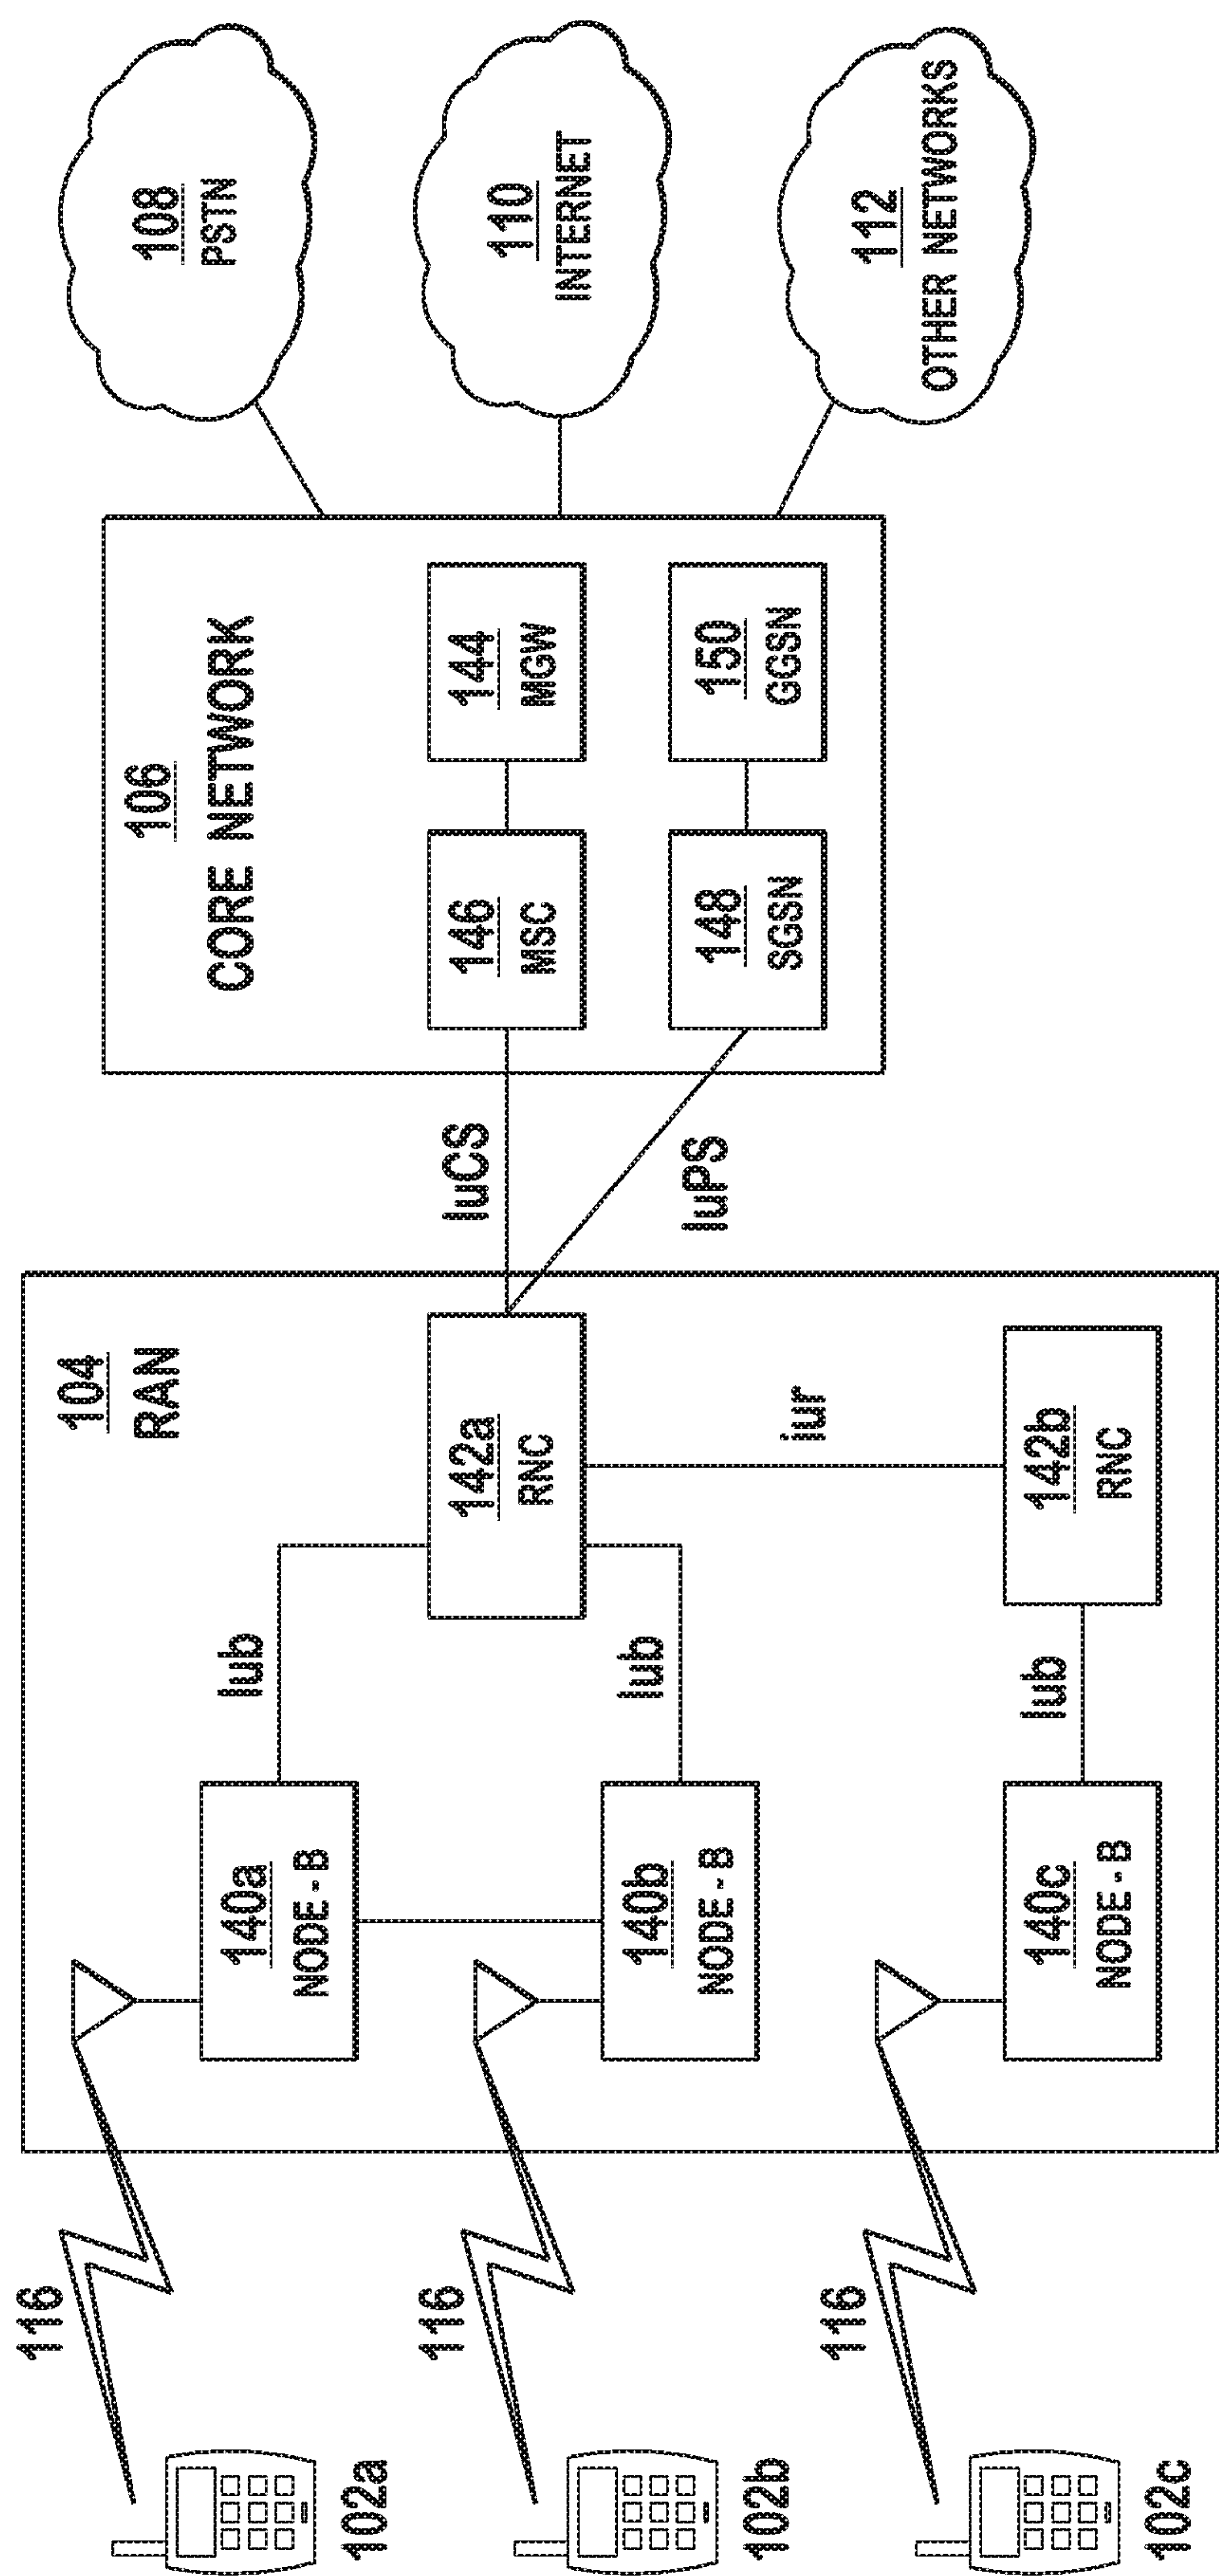 116
102a
116
102b
116
102c
104
RAN
140a
NODE - B
140b
NODE - B
140c
NODE - B
Iub
Iub
Iub
142a
RNC
iur
142b
RNC
IuCS
IuPS
106
CORE NETWORK
146
MSC
144
MGW
148
SGSN
150
GGSN
108
PSTN
110
INTERNET
112
OTHER NETWORKS